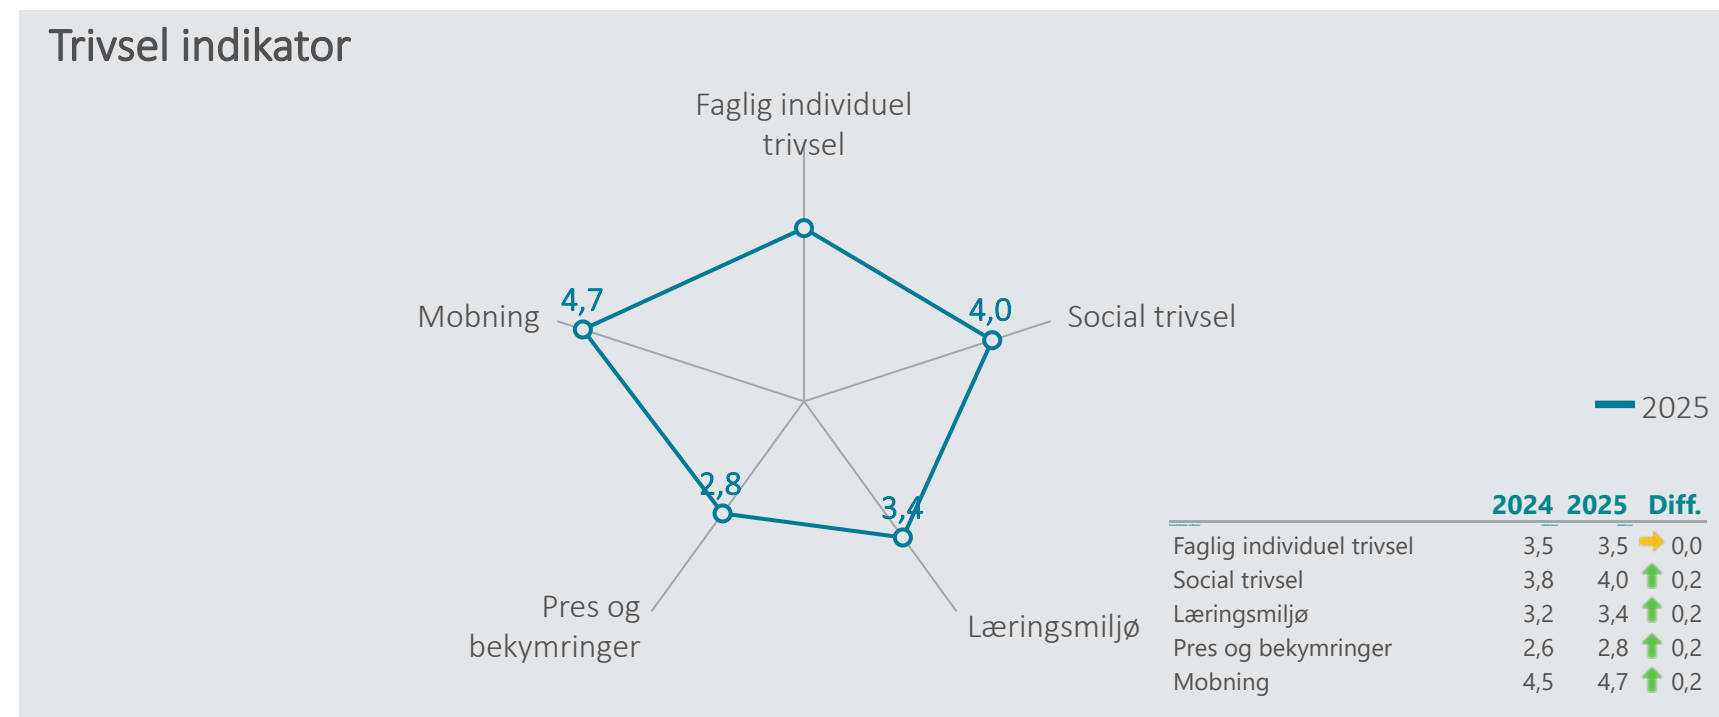 Trivsel indikator
Faglig individuel
trivsel
4,7
4,0
Mobning
Social trivsel
2025
2,8
3,4
Pres og
bekymringer
Læringsmiljø
2024 2025 Diff.
Faglig individuel trivsel 3,5 3,5 0,0
Social trivsel 3,8 4,0 0,2
Læringsmiljø 3,2 3,4 0,2
Pres og bekymringer 2,6 2,8 0,2
Mobning 4,5 4,7 0,2